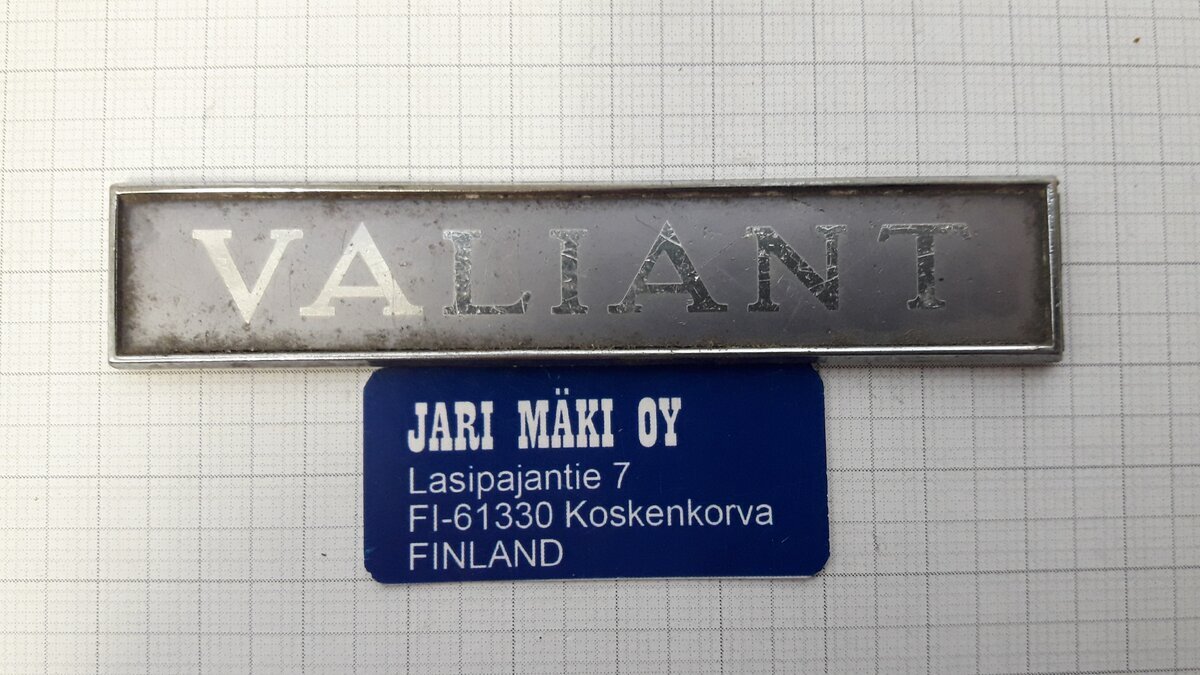 VALIANT
JARI MÄKI OY
Lasipajantie 7
FI-61330 Koskenkorva
FINLAND